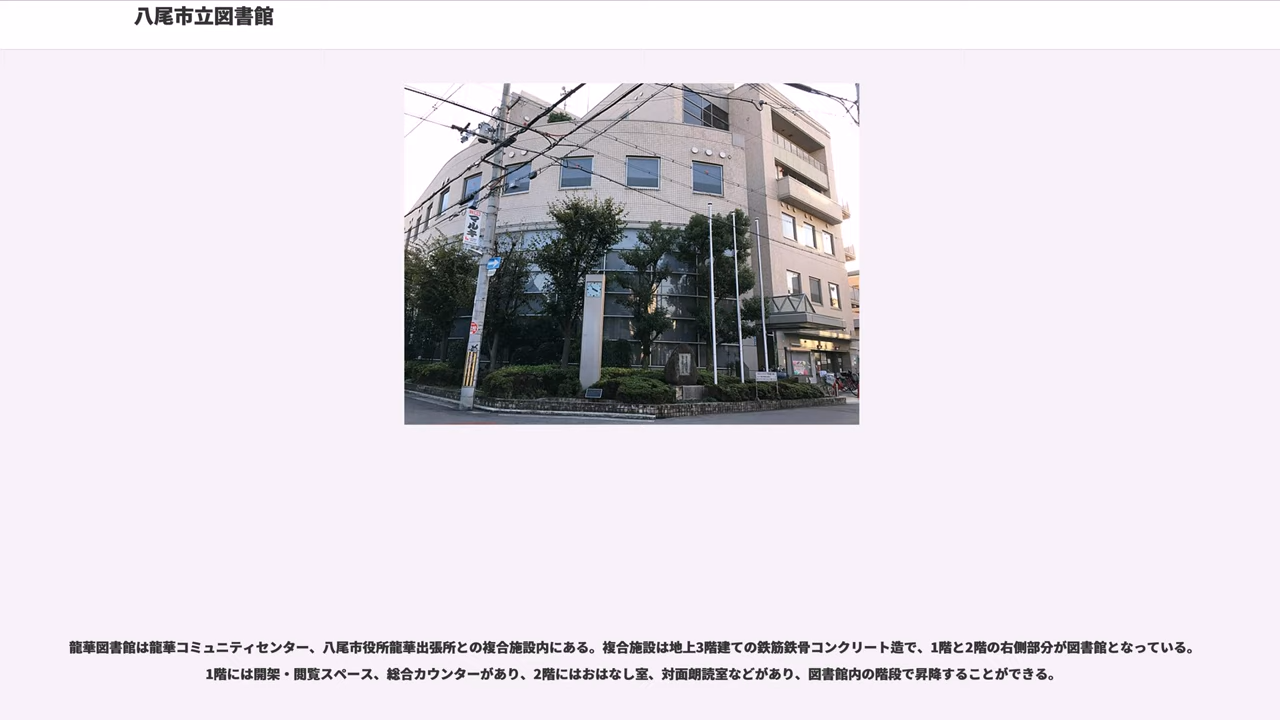 八尾市立図書館
マルキ
龍華図書館は龍華コミュニティセンター、八尾市役所龍華出張所との複合施設内にある。複合施設は地上3階建ての鉄筋鉄骨コンクリート造で、1階と2階の右側部分が図書館となっている。
1階には開架・閲覧スペース、総合カウンターがあり、2階にはおはなし室、対面朗読室などがあり、図書館内の階段で昇降することができる。